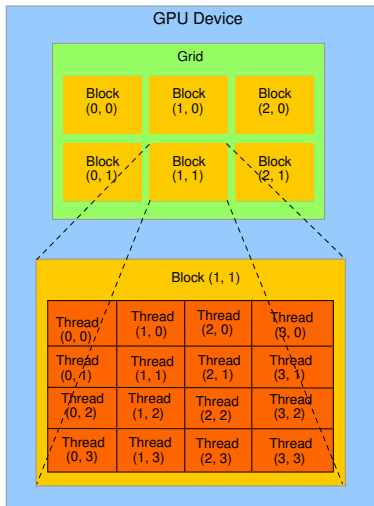 GPU Device
Grid
Block Block Block
(0, 0) (1, 0) (2, 0)
Block Block Block
(0, 1) (1, 1) (2, 1)
Block (1, 1)
Thread Thread Thread Thread
(0, 0) (1, 0) (2, 0) (3, 0)
Thread Thread Thread Thread
(0, 1) (1, 1) (2, 1) (3, 1)
Thread Thread Thread Thread
(0, 2) (1, 2) (2, 2) (3, 2)
Thread Thread Thread Thread
(0, 3) (1, 3) (2, 3) (3, 3)